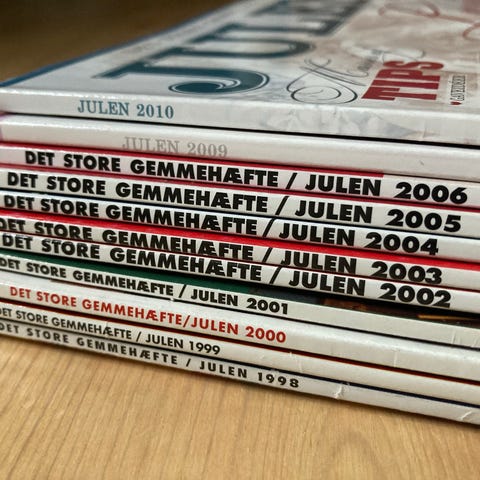 JULEN
TIPS
JULEN 2010
JULEN 2009
DET STORE GEMMEHÆFTE / JULEN 2006
DET STORE GEMMEHÆFTE / JULEN 2005
DET STORE GEMMEHÆFTE / JULEN 2004
DET STORE GEMMEHÆFTE / JULEN 2003
DET STORE GEMMEHÆFTE / JULEN 2002
DET STORE GEMMEHÆFTE / JULEN 2001
DET STORE GEMMEHÆFTE/JULEN 2000
DET STORE GEMMEHÆFTE / JULEN 1999
DET STORE GEMMEHÆFTE / JULEN 1998